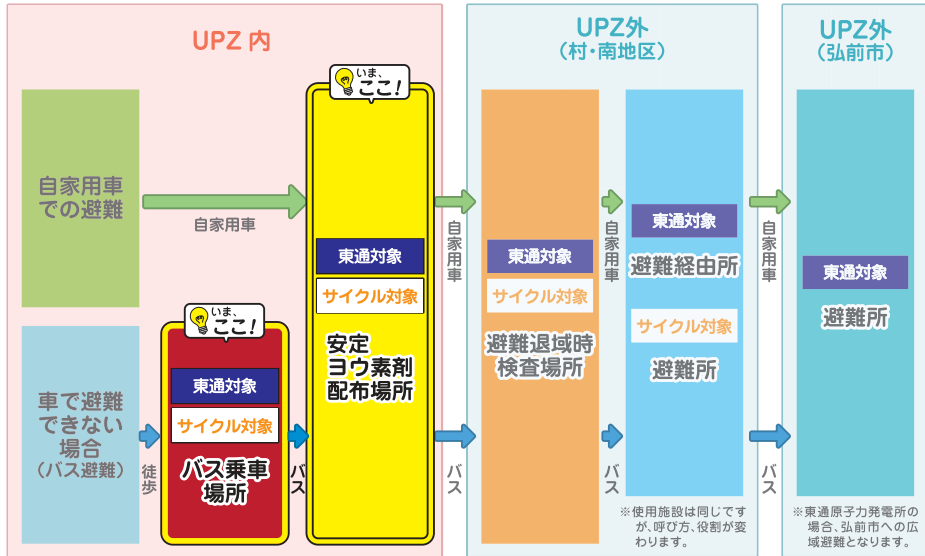 UPZ 内
自家用車
での避難
自家用車
車で避難
できない
場合
（バス避難）
徒歩
いま、
ここ！
東通対象
サイクル対象
バス乗車
場所
バス
いま、
ここ！
東通対象
サイクル対象
安定
ヨウ素剤
配布場所
自家用車
バス
UPZ外
（村・南地区）
東通対象
サイクル対象
避難退域時
検査場所
自家用車
バス
東通対象
避難経由所
サイクル対象
避難所
※使用施設は同じです
が、呼び方、役割が変
わります。
自家用車
バス
UPZ外
（弘前市）
東通対象
避難所
※東通原子力発電所の
場合、弘前市への広
域避難となります。